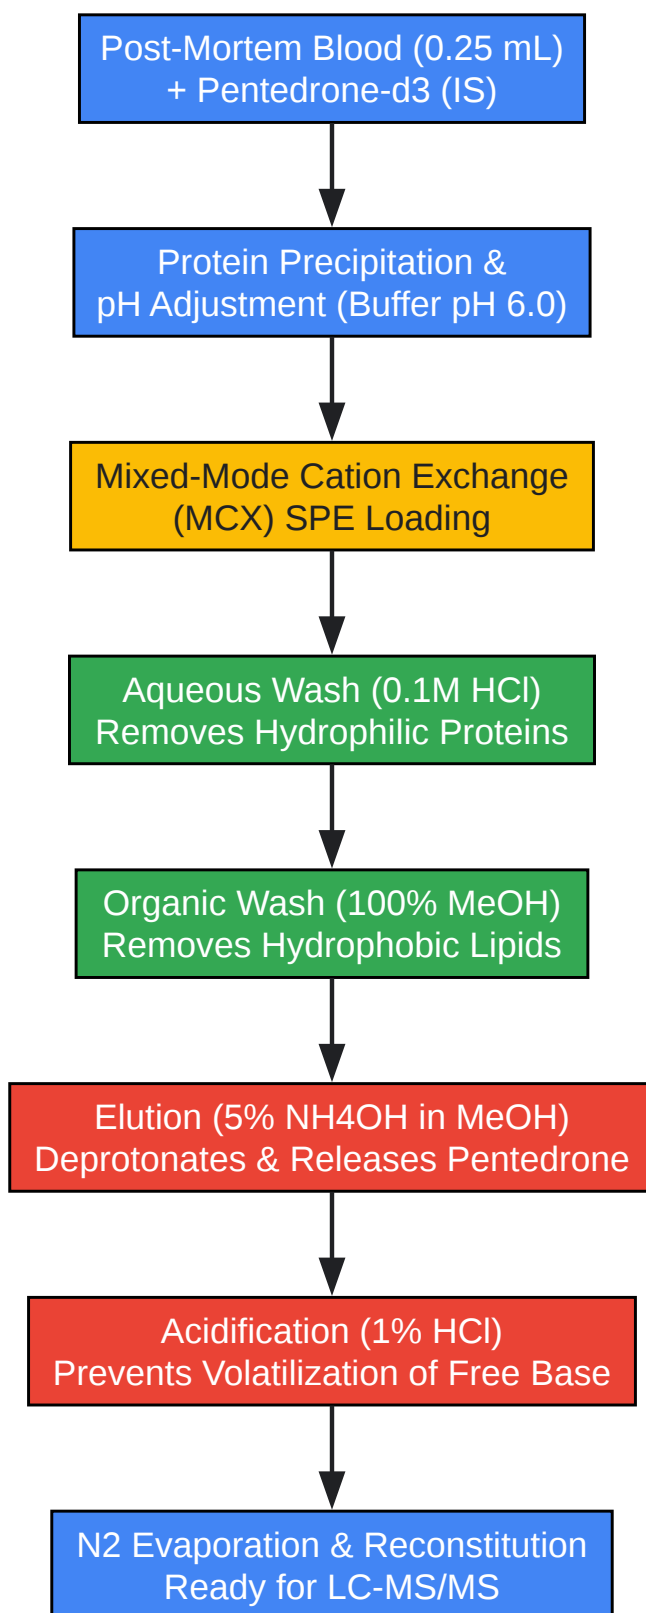 Post-Mortem Blood (0.25 mL)
+ Pentedrone-d3 (IS)
Protein Precipitation &
pH Adjustment (Buffer pH 6.0)
Mixed-Mode Cation Exchange
(MCX) SPE Loading
Aqueous Wash (0.1M HCl)
Removes Hydrophilic Proteins
Organic Wash (100% MeOH)
Removes Hydrophobic Lipids
Elution (5% NH4OH in MeOH)
Deprotonates & Releases Pentedrone
Acidification (1% HCl)
Prevents Volatilization of Free Base
N2 Evaporation & Reconstitution
Ready for LC-MS/MS